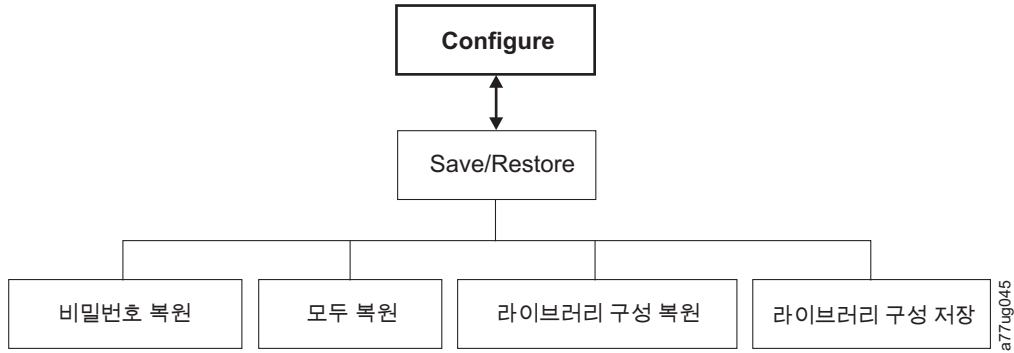 Configure
Save/Restore
비밀번호 복원
모두 복원
라이브러리 구성 복원
라이브러리 구성 저장
a77ug045